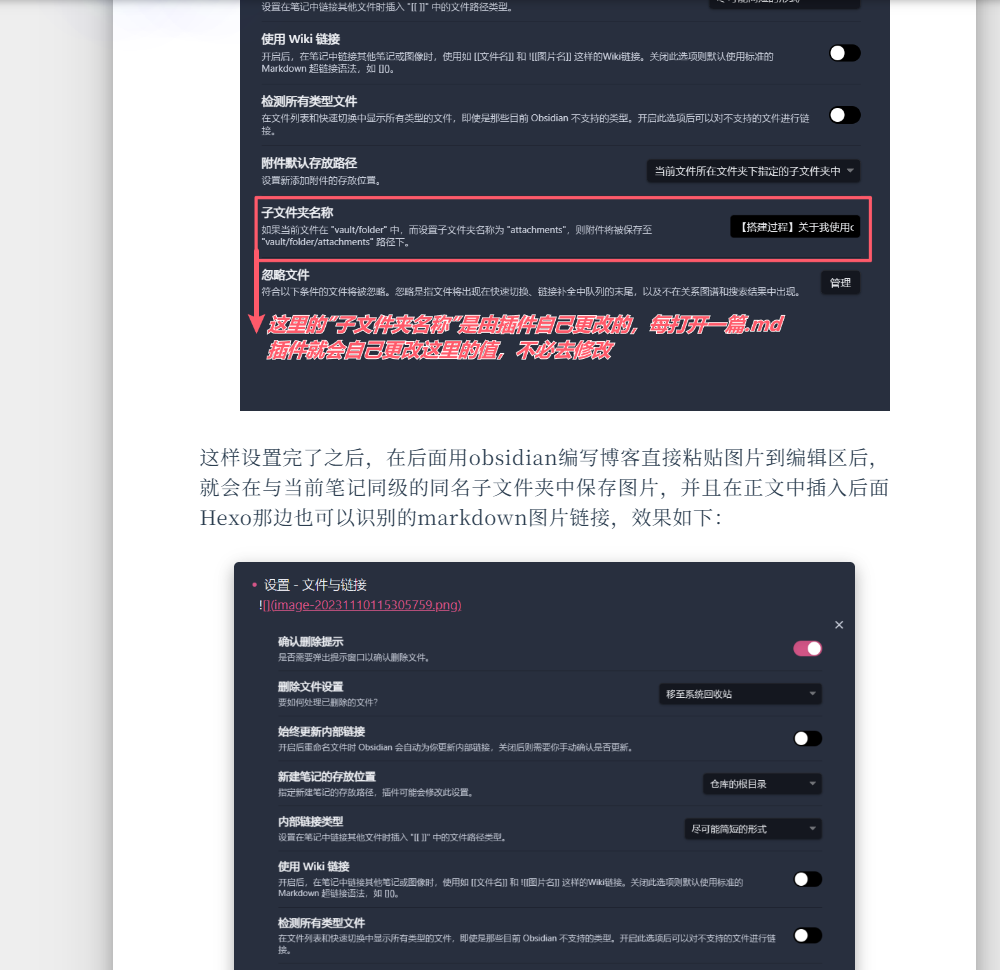 设置在笔记中链接其他文件时插入 "[[ ]]" 中的文件路径类型。
尽可能简短的形式
使用 Wiki 链接
开启后，在笔记中链接其他笔记或图像时，使用如 [[文件名]] 和 ![[图片名]] 这样的Wiki链接。关闭此选项则默认使用标准的
Markdown 超链接语法，如 []()。
检测所有类型文件
在文件列表和快速切换中显示所有类型的文件，即使是那些目前 Obsidian 不支持的类型。开启此选项后可以对不支持的文件进行链
接。
附件默认存放路径
设置新添加附件的存放位置。
当前文件所在文件夹下指定的子文件夹中
子文件夹名称
如果当前文件在 "vault/folder" 中，而设置子文件夹名称为 "attachments"，则附件将被保存至
"vault/folder/attachments" 路径下。
【搭建过程】关于我使用c
忽略文件
符合以下条件的文件将被忽略。忽略是指文件将出现在快速切换、链接补全中队列的末尾，以及不在关系图谱和搜索结果中出现。
管理
这里的"子文件夹名称"是由插件自己更改的，每打开一篇.md
插件就会自己更改这里的值，不必去修改
这样设置完了之后，在后面用obsidian编写博客直接粘贴图片到编辑区后，
就会在与当前笔记同级的同名子文件夹中保存图片，并且在正文中插入后面
Hexo那边也可以识别的markdown图片链接，效果如下：
• 设置 - 文件与链接
![](image-20231110115305759.png)
×
确认删除提示
是否需要弹出提示窗口以确认删除文件。
删除文件设置
要如何处理已删除的文件？
移至系统回收站
始终更新内部链接
开启后重命名文件时 Obsidian 会自动为你更新内部链接，关闭后则需要你手动确认是否更新。
新建笔记的存放位置
指定新建笔记的存放路径，插件可能会修改此设置。
仓库的根目录
内部链接类型
设置在笔记中链接其他文件时插入 "[[ ]]" 中的文件路径类型。
尽可能简短的形式
使用 Wiki 链接
开启后，在笔记中链接其他笔记或图像时，使用如 [[文件名]] 和 ![[图片名]] 这样的Wiki链接。关闭此选项则默认使用标准的
Markdown 超链接语法，如 []()。
检测所有类型文件
在文件列表和快速切换中显示所有类型的文件，即使是那些目前 Obsidian 不支持的类型。开启此选项后可以对不支持的文件进行链
接。